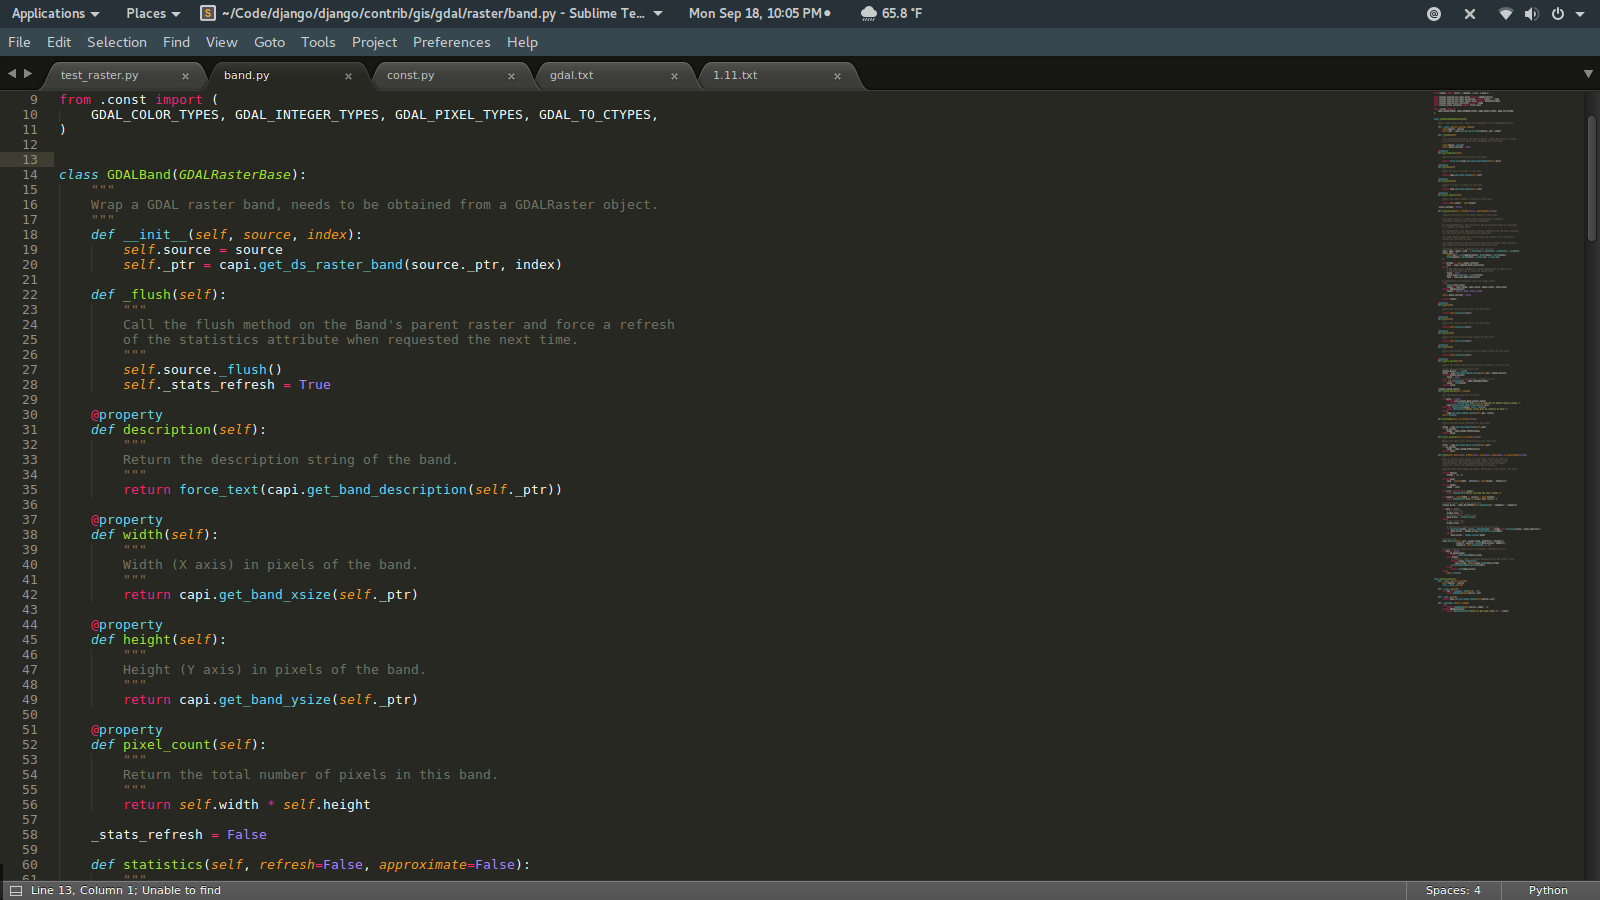 Applications Places ~/Code/django/django/contrib/gis/gdal/raster/band.py - Sublime Te... Mon Sep 18, 10:05 PM 65.8 °F
File Edit Selection Find View Goto Tools Project Preferences Help
test_raster.py × band.py × const.py × gdal.txt × 1.11.txt ×
9 from .const import (
10     GDAL_COLOR_TYPES, GDAL_INTEGER_TYPES, GDAL_PIXEL_TYPES, GDAL_TO_CTYPES,
11 )
12
13
14 class GDALBand(GDALRasterBase):
15     """
16     Wrap a GDAL raster band, needs to be obtained from a GDALRaster object.
17     """
18     def __init__(self, source, index):
19         self.source = source
20         self._ptr = capi.get_ds_raster_band(source._ptr, index)
21
22     def _flush(self):
23         """
24         Call the flush method on the Band's parent raster and force a refresh
25         of the statistics attribute when requested the next time.
26         """
27         self.source._flush()
28         self._stats_refresh = True
29
30     @property
31     def description(self):
32         """
33         Return the description string of the band.
34         """
35         return force_text(capi.get_band_description(self._ptr))
36
37     @property
38     def width(self):
39         """
40         Width (X axis) in pixels of the band.
41         """
42         return capi.get_band_xsize(self._ptr)
43
44     @property
45     def height(self):
46         """
47         Height (Y axis) in pixels of the band.
48         """
49         return capi.get_band_ysize(self._ptr)
50
51     @property
52     def pixel_count(self):
53         """
54         Return the total number of pixels in this band.
55         """
56         return self.width * self.height
57
58     _stats_refresh = False
59
60     def statistics(self, refresh=False, approximate=False):
61         """
Line 13, Column 1; Unable to find Spaces: 4 Python